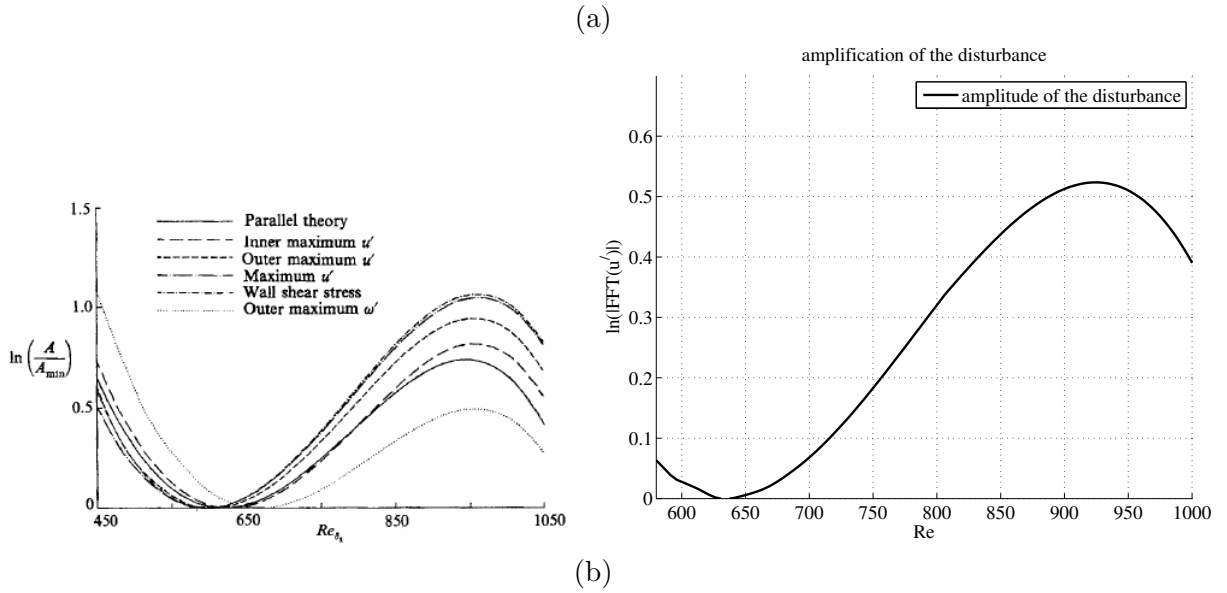 (a)
1.5
1.0
0.5
0
ln (A/A_min)
Parallel theory
Inner maximum u′
Outer maximum u′
Maximum u′
Wall shear stress
Outer maximum ω′
450
650
850
1050
Re_δ₁
amplification of the disturbance
amplitude of the disturbance
0.6
0.5
0.4
0.3
0.2
0.1
0
ln(|FFT(u′)|)
600
650
700
750
800
850
900
950
1000
Re
(b)